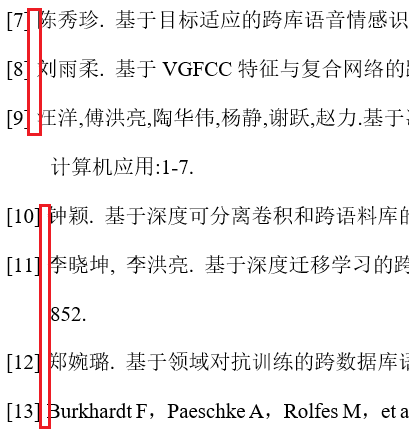 [7] 陈秀珍. 基于目标适应的跨库语音情感识
[8] 刘雨柔. 基于 VGFCC 特征与复合网络的
[9] 汪洋,傅洪亮,陶华伟,杨静,谢跃,赵力.基于
计算机应用:1-7.
[10] 钟颖. 基于深度可分离卷积和跨语料库的
[11] 李晓坤, 李洪亮. 基于深度迁移学习的跨
852.
[12] 郑婉璐. 基于领域对抗训练的跨数据库语
[13] Burkhardt F，Paeschke A，Rolfes M，et a